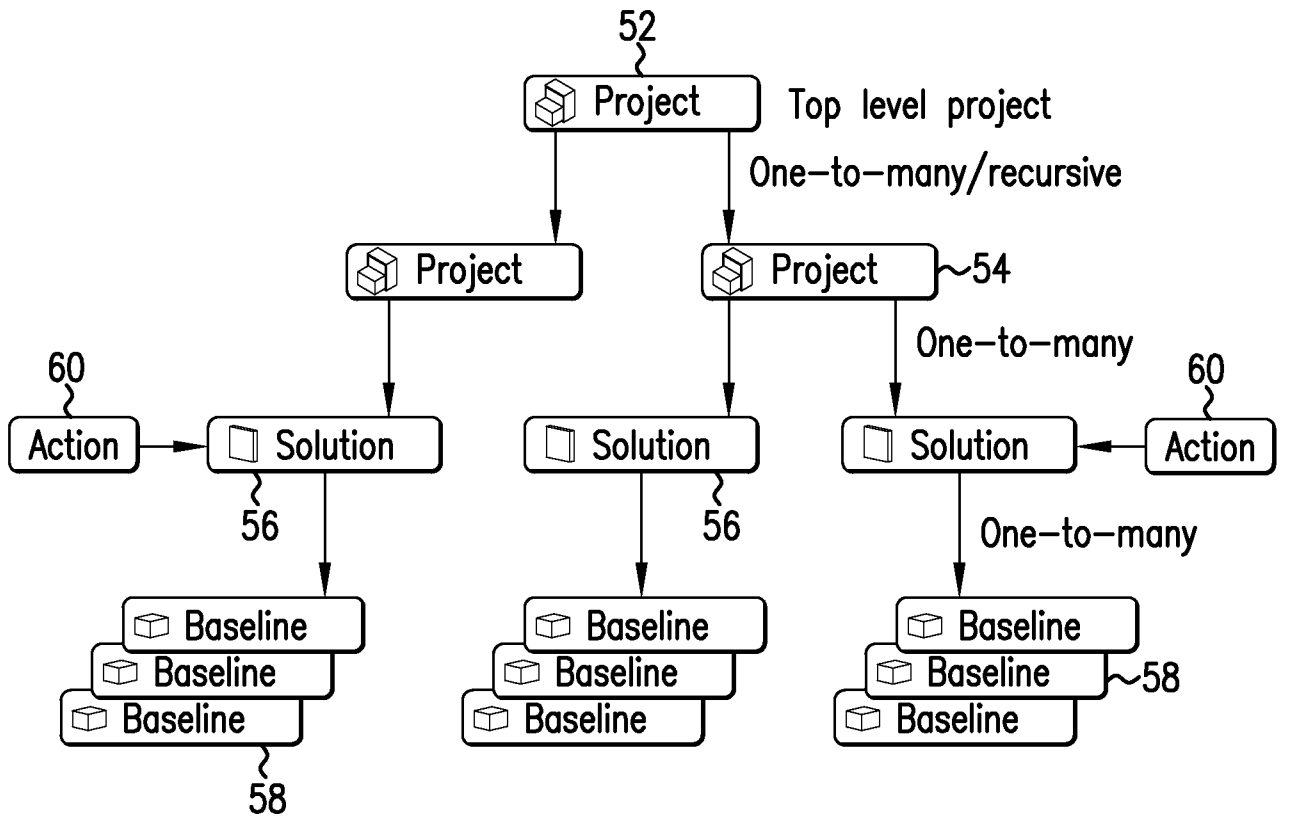 52
Project
Top level project
One-to-many/recursive
Project
Project
54
One-to-many
60
60
Action
Solution
Solution
Solution
Action
56
56
One-to-many
Baseline
Baseline
Baseline
Baseline
Baseline
Baseline
58
Baseline
Baseline
Baseline
58